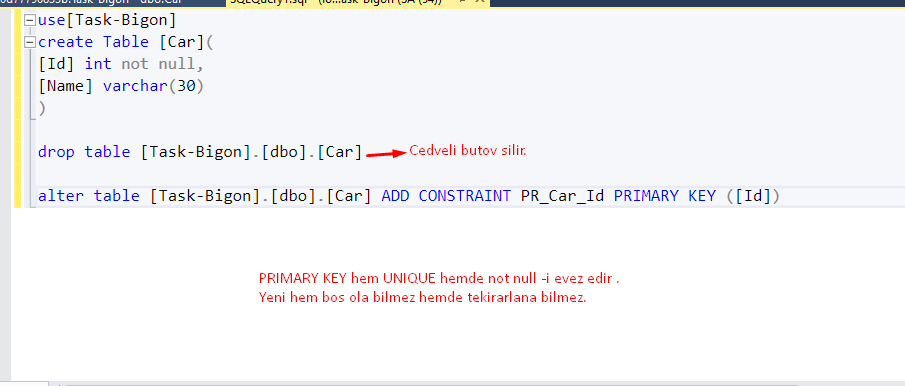 use[Task-Bigon]
create Table [Car](
[Id] int not null,
[Name] varchar(30)
)
drop table [Task-Bigon].[dbo].[Car] Cedveli butov silir.
alter table [Task-Bigon].[dbo].[Car] ADD CONSTRAINT PR_Car_Id PRIMARY KEY ([Id])
PRIMARY KEY hem UNIQUE hemde not null -i evez edir .
Yeni hem bos ola bilmez hemde tekirarlana bilmez.